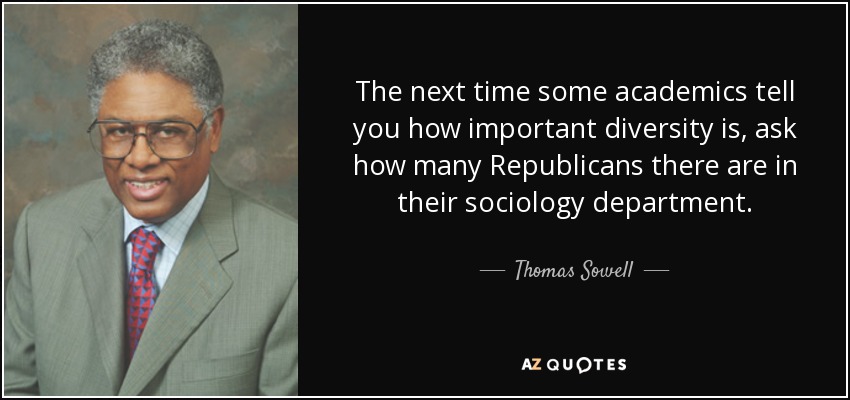 The next time some academics tell
you how important diversity is, ask
how many Republicans there are in
their sociology department.
Thomas Sowell
AZ QUOTES